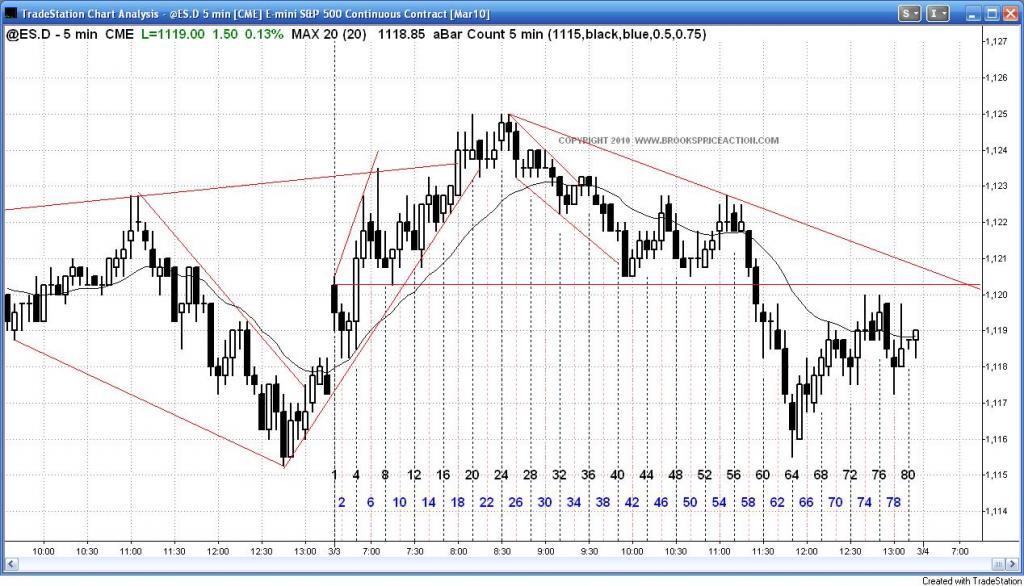 TradeStation Chart Analysis - @ES.D 5 min [CME] E-mini S&P 500 Continuous Contract [Mar10]
S
I
@ES.D - 5 min CME L=1119.00 1.50 0.13% MAX 20 (20) 1118.85 aBar Count 5 min (1115,black,blue,0.5,0.75)
1,127
1,126
1,125
COPYRIGHT 2010 WWW.BROOKSPRICEACTION.COM
1,124
1,123
1,122
1,121
1,120
1,119
1,118
1,117
1,116
1,115
1 4 8 12 16 20 24 28 32 36 40 44 48 52 56 60 64 68 72 76 80
2 6 10 14 18 22 26 30 34 38 42 46 50 54 58 62 66 70 74 78
1,114
10:00 10:30 11:00 11:30 12:00 12:30 3/3 7:00 7:30 8:00 8:30 9:00 9:30 10:00 10:30 11:00 11:30 12:00 12:30 13:00 3/4 7:00
Created with TradeStation